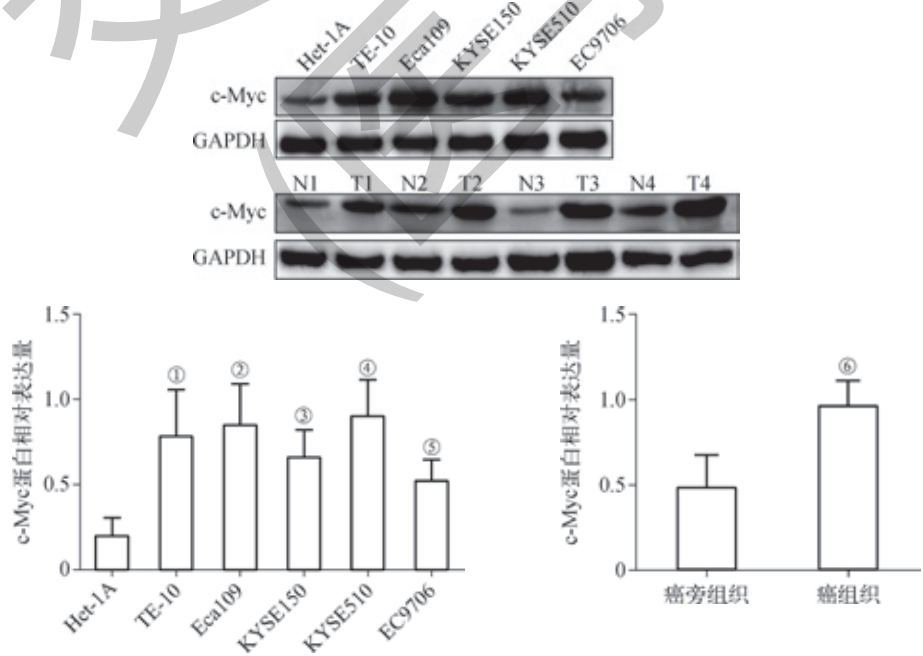 Het-1A TE-10 Eca109 KYSE150 KYSE510 EC9706
c-Myc
GAPDH
N1 T1 N2 T2 N3 T3 N4 T4
c-Myc
GAPDH
c-Myc蛋白相对表达量
1.5
1.0
0.5
0
① ② ③ ④ ⑤
Het-1A TE-10 Eca109 KYSE150 KYSE510 EC9706
c-Myc蛋白相对表达量
1.5
1.0
0.5
0
⑥
癌旁组织 癌组织